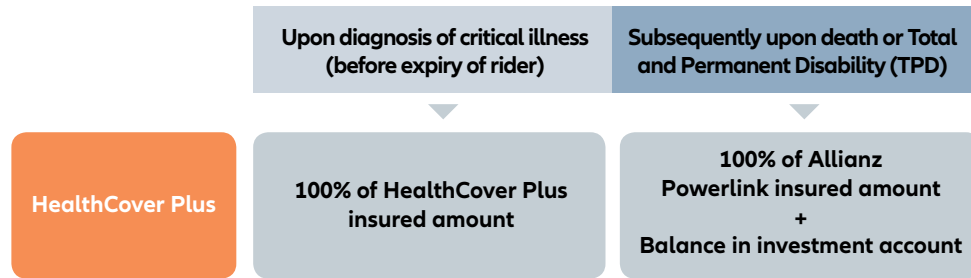 Upon diagnosis of critical illness
(before expiry of rider)
Subsequently upon death or Total
and Permanent Disability (TPD)
HealthCover Plus
100% of HealthCover Plus
insured amount
100% of Allianz
Powerlink insured amount
+
Balance in investment account